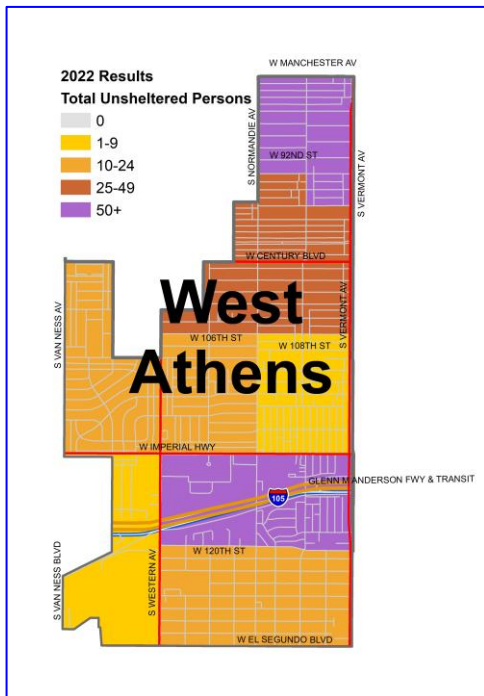 W MANCHESTER AV
2022 Results
Total Unsheltered Persons
0
1-9
10-24
25-49
50+
S NORMANDIE AV
W 92ND ST
S VERMONT AV
W CENTURY BLVD
West
Athens
S VAN NESS AV
W 106TH ST
W 108TH ST
S VERMONT AV
W IMPERIAL HWY
GLENN M ANDERSON FWY & TRANSIT
105
W 120TH ST
S VAN NESS BLVD
S WESTERN AV
W EL SEGUNDO BLVD